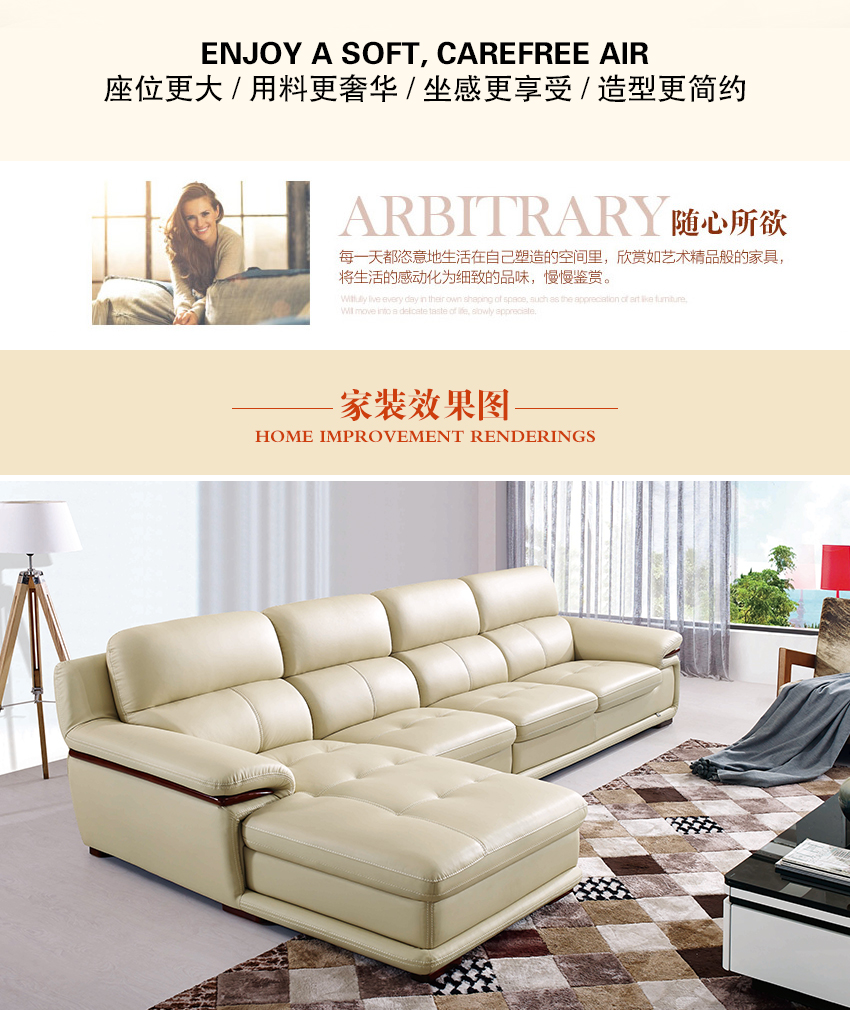 ENJOY A SOFT, CAREFREE AIR
座位更大 / 用料更奢华 / 坐感更享受 / 造型更简约
ARBITRARY 随心所欲
每一天都恣意地生活在自己塑造的空间里，欣赏如艺术精品般的家具，
将生活的感动化为细致的品味，慢慢鉴赏。
Willfully live every day in their own shaping of space, such as the appreciation of art like furniture,
Will move into a delicate taste of life, slowly appreciate.
家装效果图
HOME IMPROVEMENT RENDERINGS